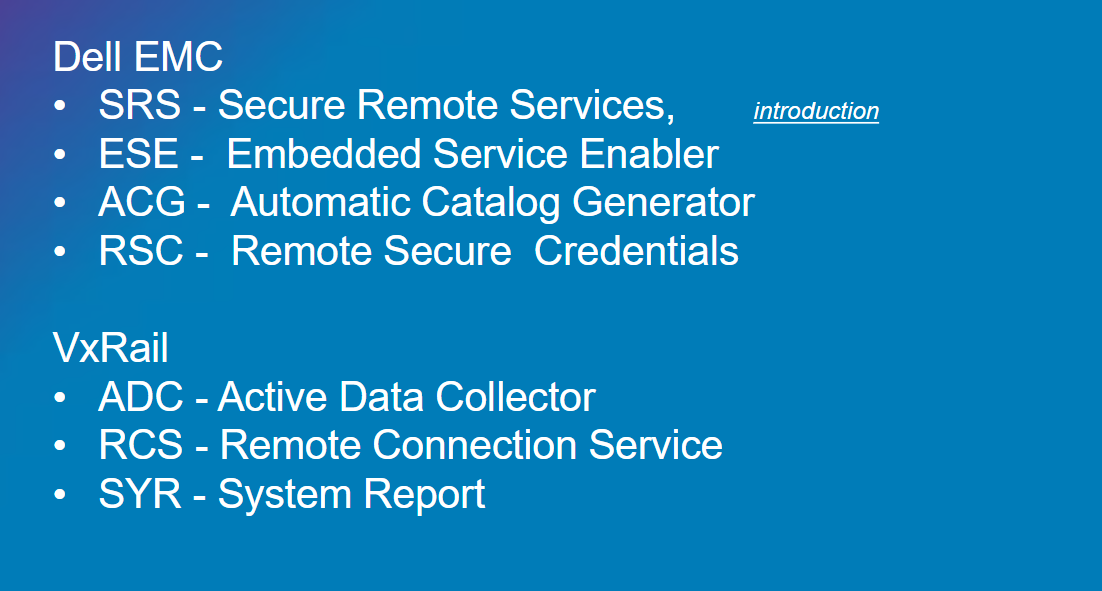 Dell EMC
• SRS - Secure Remote Services, introduction
• ESE - Embedded Service Enabler
• ACG - Automatic Catalog Generator
• RSC - Remote Secure Credentials
VxRail
• ADC - Active Data Collector
• RCS - Remote Connection Service
• SYR - System Report